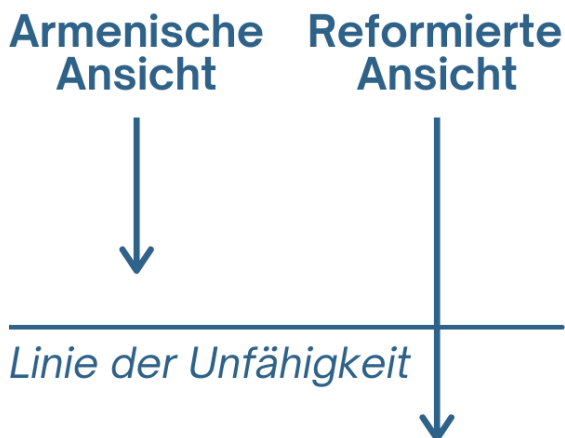 Armenische
Ansicht
Reformierte
Ansicht
Linie der Unfähigkeit